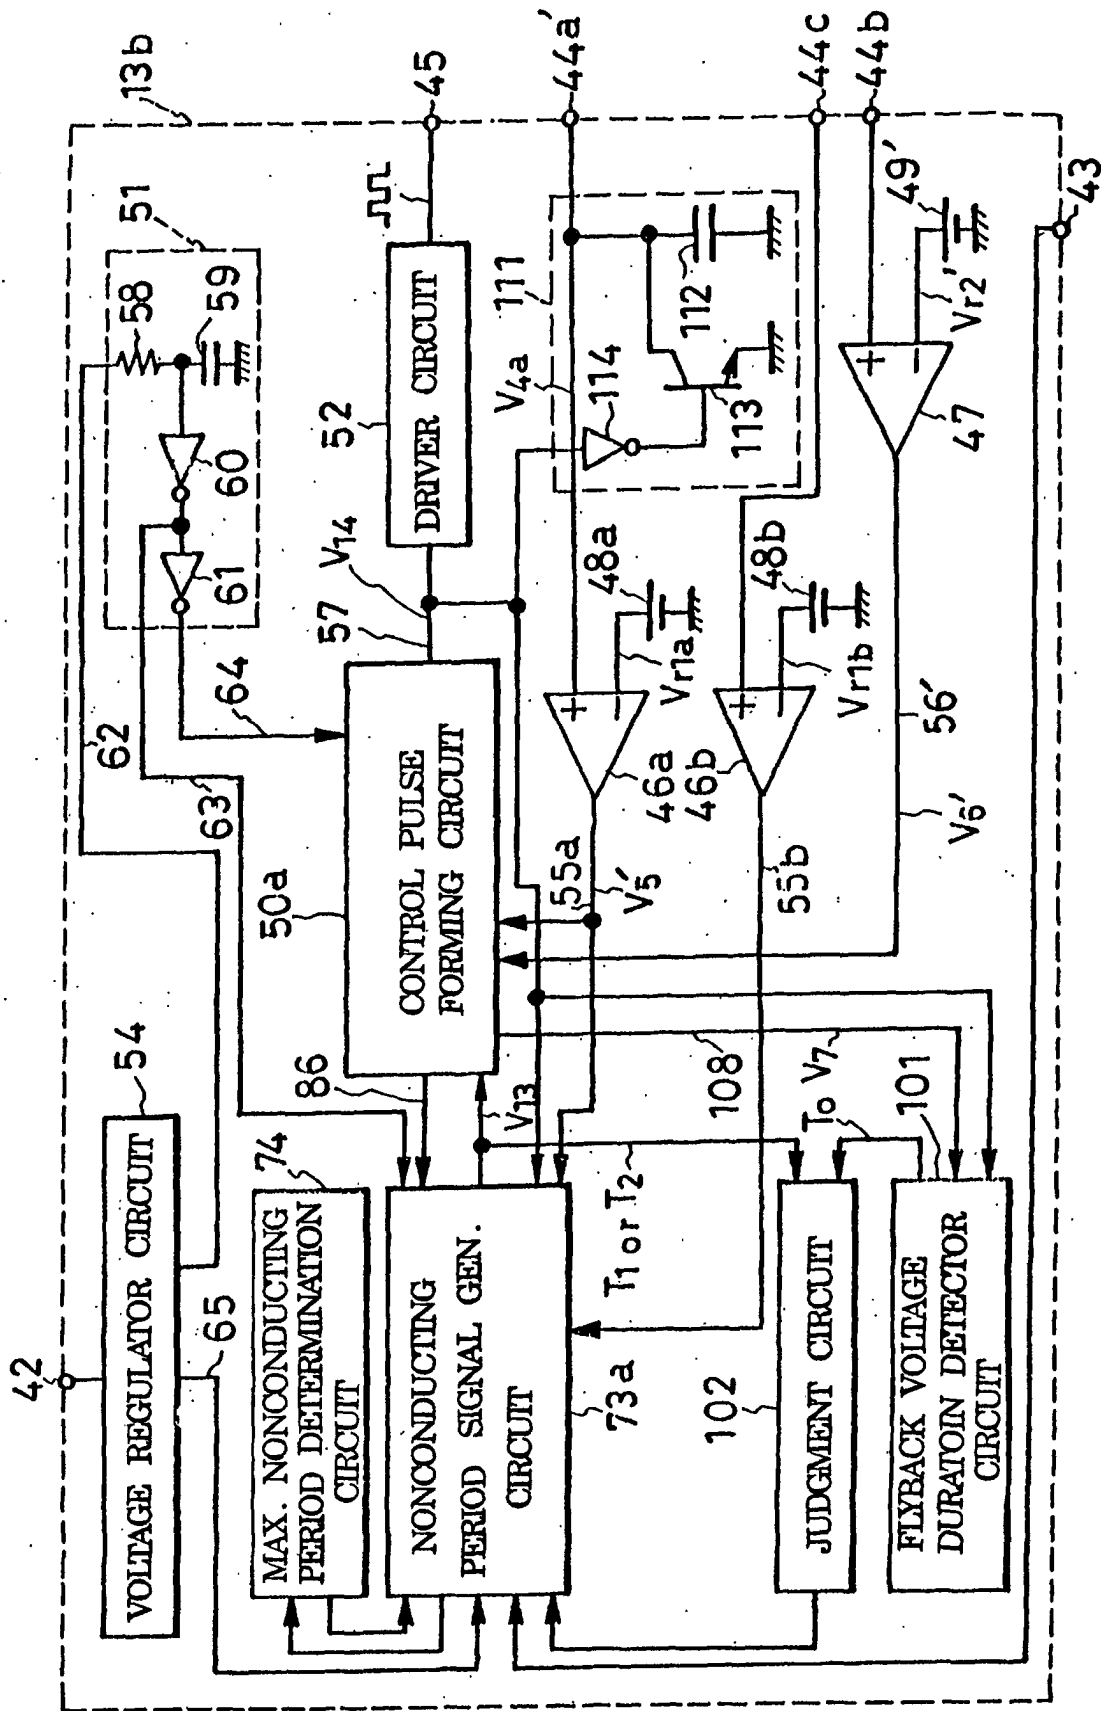 13b
42
VOLTAGE REGULATOR CIRCUIT
54
65
62
63'
64
51
58
59
60
61
MAX. NONCONDUCTING
PERIOD DETERMINATION
CIRCUIT
74
NONCONDUCTING
PERIOD SIGNAL GEN.
CIRCUIT
73a
86
V13
T1 or T2
CONTROL PULSE
FORMING CIRCUIT
50a
57
V14
DRIVER CIRCUIT
52
45
44a'
44c
44b
43
111
V4a
112
113
114
+
−
46a
48a
Vr1a
55a
V5'
+
−
46b
48b
Vr1b
55b
+
−
47
49'
Vr2'
56'
V6'
JUDGMENT CIRCUIT
102
To
V7
108
101
FLYBACK VOLTAGE
DURATOIN DETECTOR
CIRCUIT